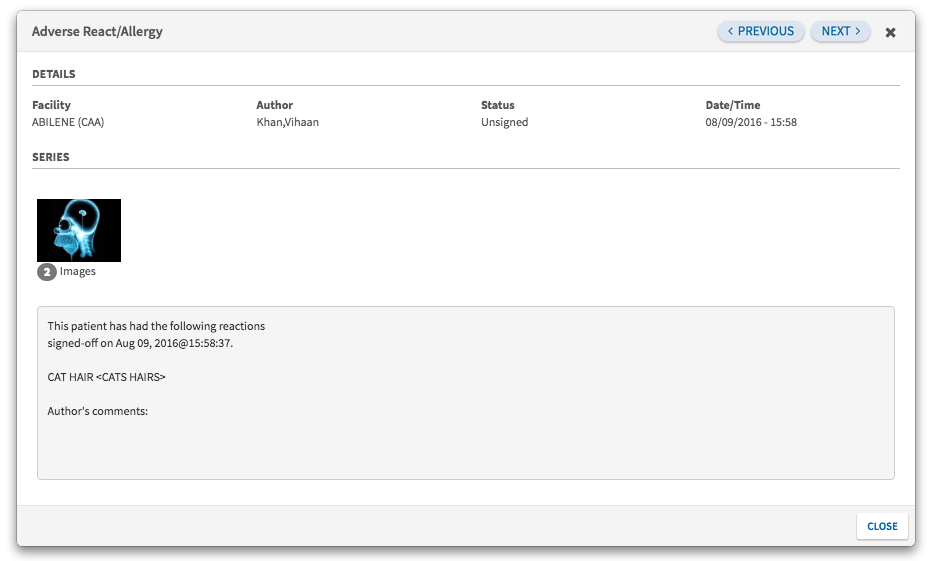 Adverse React/Allergy
< PREVIOUS
NEXT >
DETAILS
Facility Author Status Date/Time
ABILENE (CAA) Khan,Vihaan Unsigned 08/09/2016 - 15:58
SERIES
2 Images
This patient has had the following reactions
signed-off on Aug 09, 2016@15:58:37.
CAT HAIR <CATS HAIRS>
Author's comments:
CLOSE